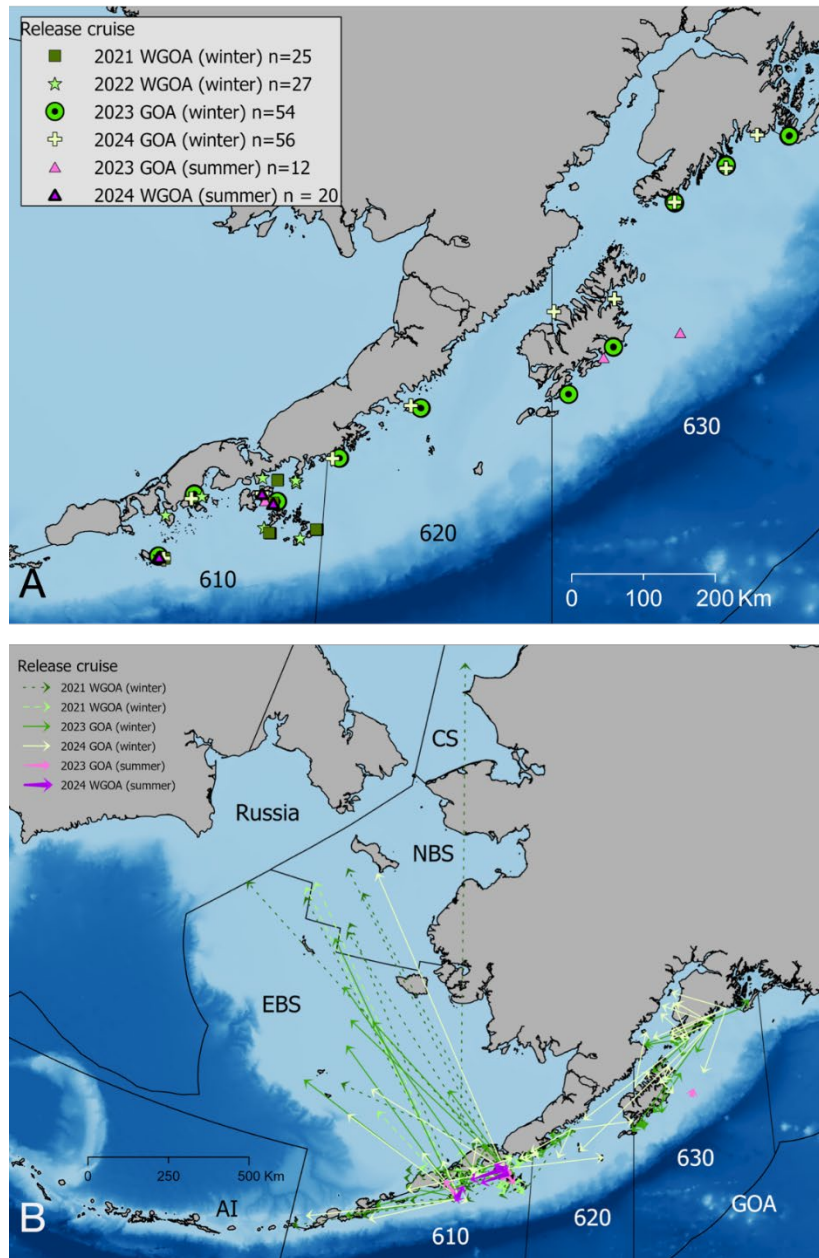 Release cruise
2021 WGOA (winter) n=25
2022 WGOA (winter) n=27
2023 GOA (winter) n=54
2024 GOA (winter) n=56
2023 GOA (summer) n=12
2024 WGOA (summer) n = 20
630
620
610
A
0 100 200 Km
Release cruise
2021 WGOA (winter)
2021 WGOA (winter)
2023 GOA (winter)
2024 GOA (winter)
2023 GOA (summer)
2024 WGOA (summer)
CS
Russia
NBS
EBS
0 250 500 Km
630
AI
GOA
620
610
B